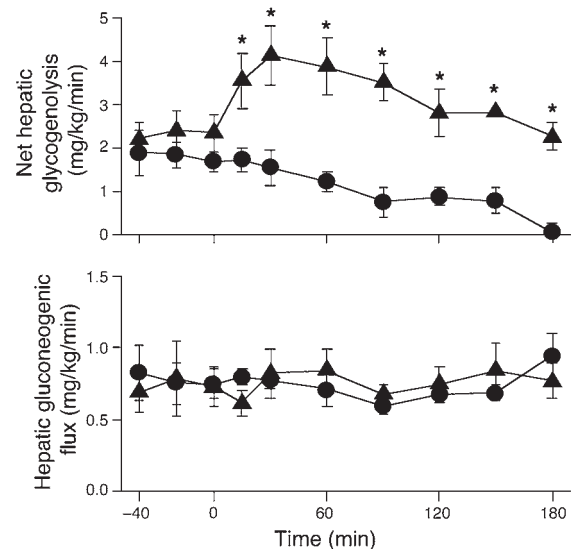 Net hepatic
glycogenolysis
(mg/kg/min)
5
4
3
2
1
0
* * * * * * *
Hepatic gluconeogenic
flux (mg/kg/min)
1.5
1.0
0.5
0.0
−40 0 60 120 180
Time (min)